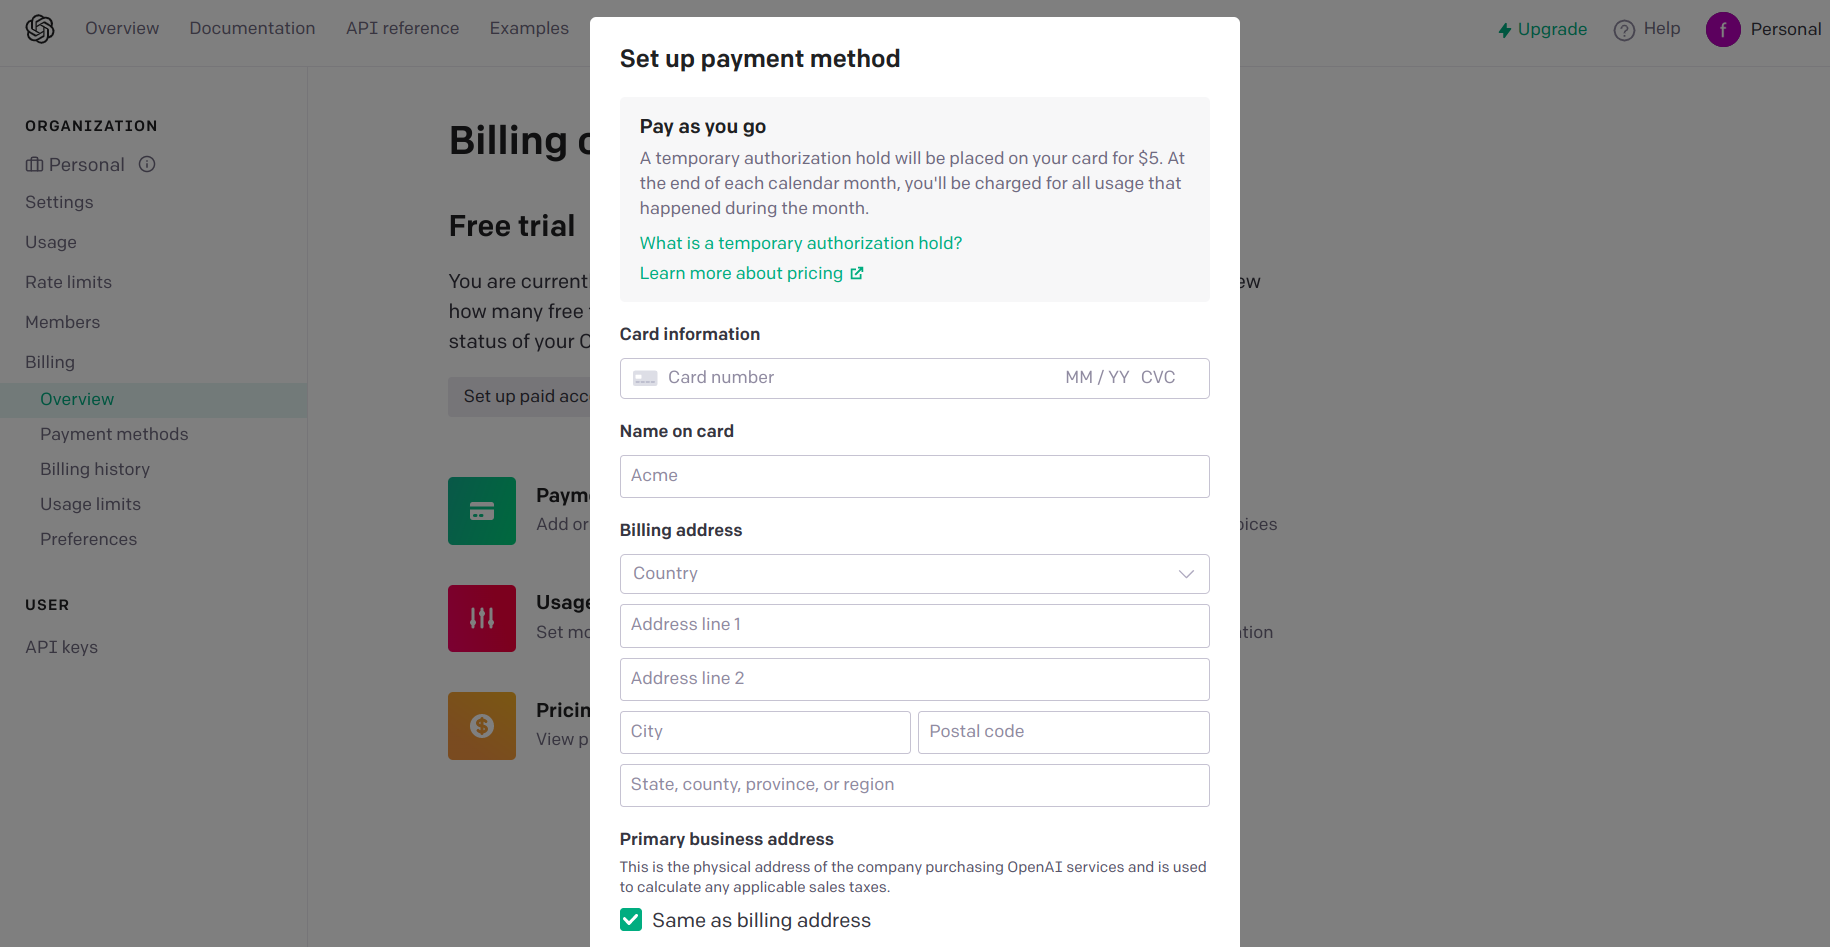 Overview Documentation API reference Examples
Upgrade Help f Personal
ORGANIZATION
Personal
Settings
Usage
Rate limits
Members
Billing
Overview
Payment methods
Billing history
Usage limits
Preferences
USER
API keys
Billing
Free trial
You are current
how many free
status of your
Set up paid acc
Paym
Add or
Usage
Set mo
Pricin
View p
ew
oices
ation
Set up payment method
Pay as you go
A temporary authorization hold will be placed on your card for $5. At
the end of each calendar month, you'll be charged for all usage that
happened during the month.
What is a temporary authorization hold?
Learn more about pricing
Card information
Card number MM / YY CVC
Name on card
Acme
Billing address
Country
Address line 1
Address line 2
City Postal code
State, county, province, or region
Primary business address
This is the physical address of the company purchasing OpenAI services and is used
to calculate any applicable sales taxes.
Same as billing address